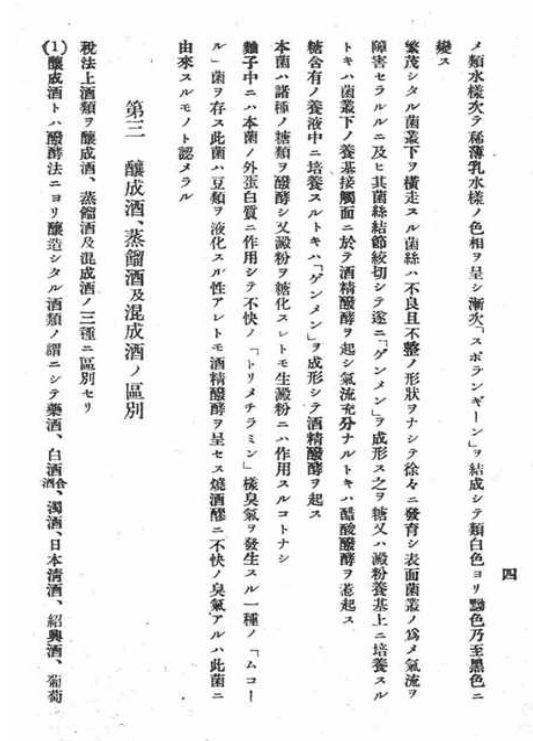 四
メ類水樣次テ稀薄乳水樣ノ色相ヲ呈シ漸次「スポランギーン」ヲ結成シテ類白色ヨリ黝色乃至黑色ニ
變ス
繁茂シタル菌叢下ヲ橫走スル菌絲ハ不良且不整ノ形狀ヲナシテ徐々ニ發育シ表面菌叢ノ爲メ氣流ヲ
障害セラルルニ及ヒ其菌絲結節絞切シテ遂ニ「ゲンメン」ヲ成形ス之ヲ糖又ハ澱粉養基上ニ培養スル
トキハ菌叢下ノ養基接觸面ニ於テ酒精醱酵ヲ起シ氣流充分ナルトキハ醋酸醱酵ヲ惹起ス
糖含有ノ養液中ニ培養スルトキハ「ゲンメン」ヲ成形シテ酒精醱酵ヲ起ス
本菌ハ諸種ノ糖類ヲ醱酵シ又澱粉ヲ糖化スレトモ生澱粉ニハ作用スルコトナシ
麯子中ニハ本菌ノ外蛋白質ニ作用シテ不快ノ「トリメチラミン」樣臭氣ヲ發生スル一種ノ「ムコー
ル」菌ヲ存ス此菌ハ豆類ヲ液化スル性アレトモ酒精醱酵ヲ呈セス燒酒醪ニ不快ノ臭氣アルハ此菌ニ
由來スルモノト認メラル
第三 釀成酒、蒸餾酒及混成酒ノ區別
稅法上酒類ヲ釀成酒、蒸餾酒及混成酒ノ三種ニ區別セリ
(1)釀成酒トハ醱酵法ニヨリ釀造シタル酒類ノ謂ニシテ藥酒、白酒合酒、濁酒、日本清酒、紹興酒、葡萄